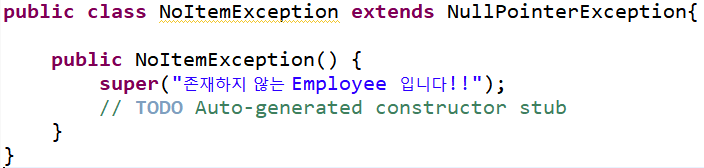 public class NoItemException extends NullPointerException{
public NoItemException() {
super("존재하지 않는 Employee 입니다!!");
// TODO Auto-generated constructor stub
}
}